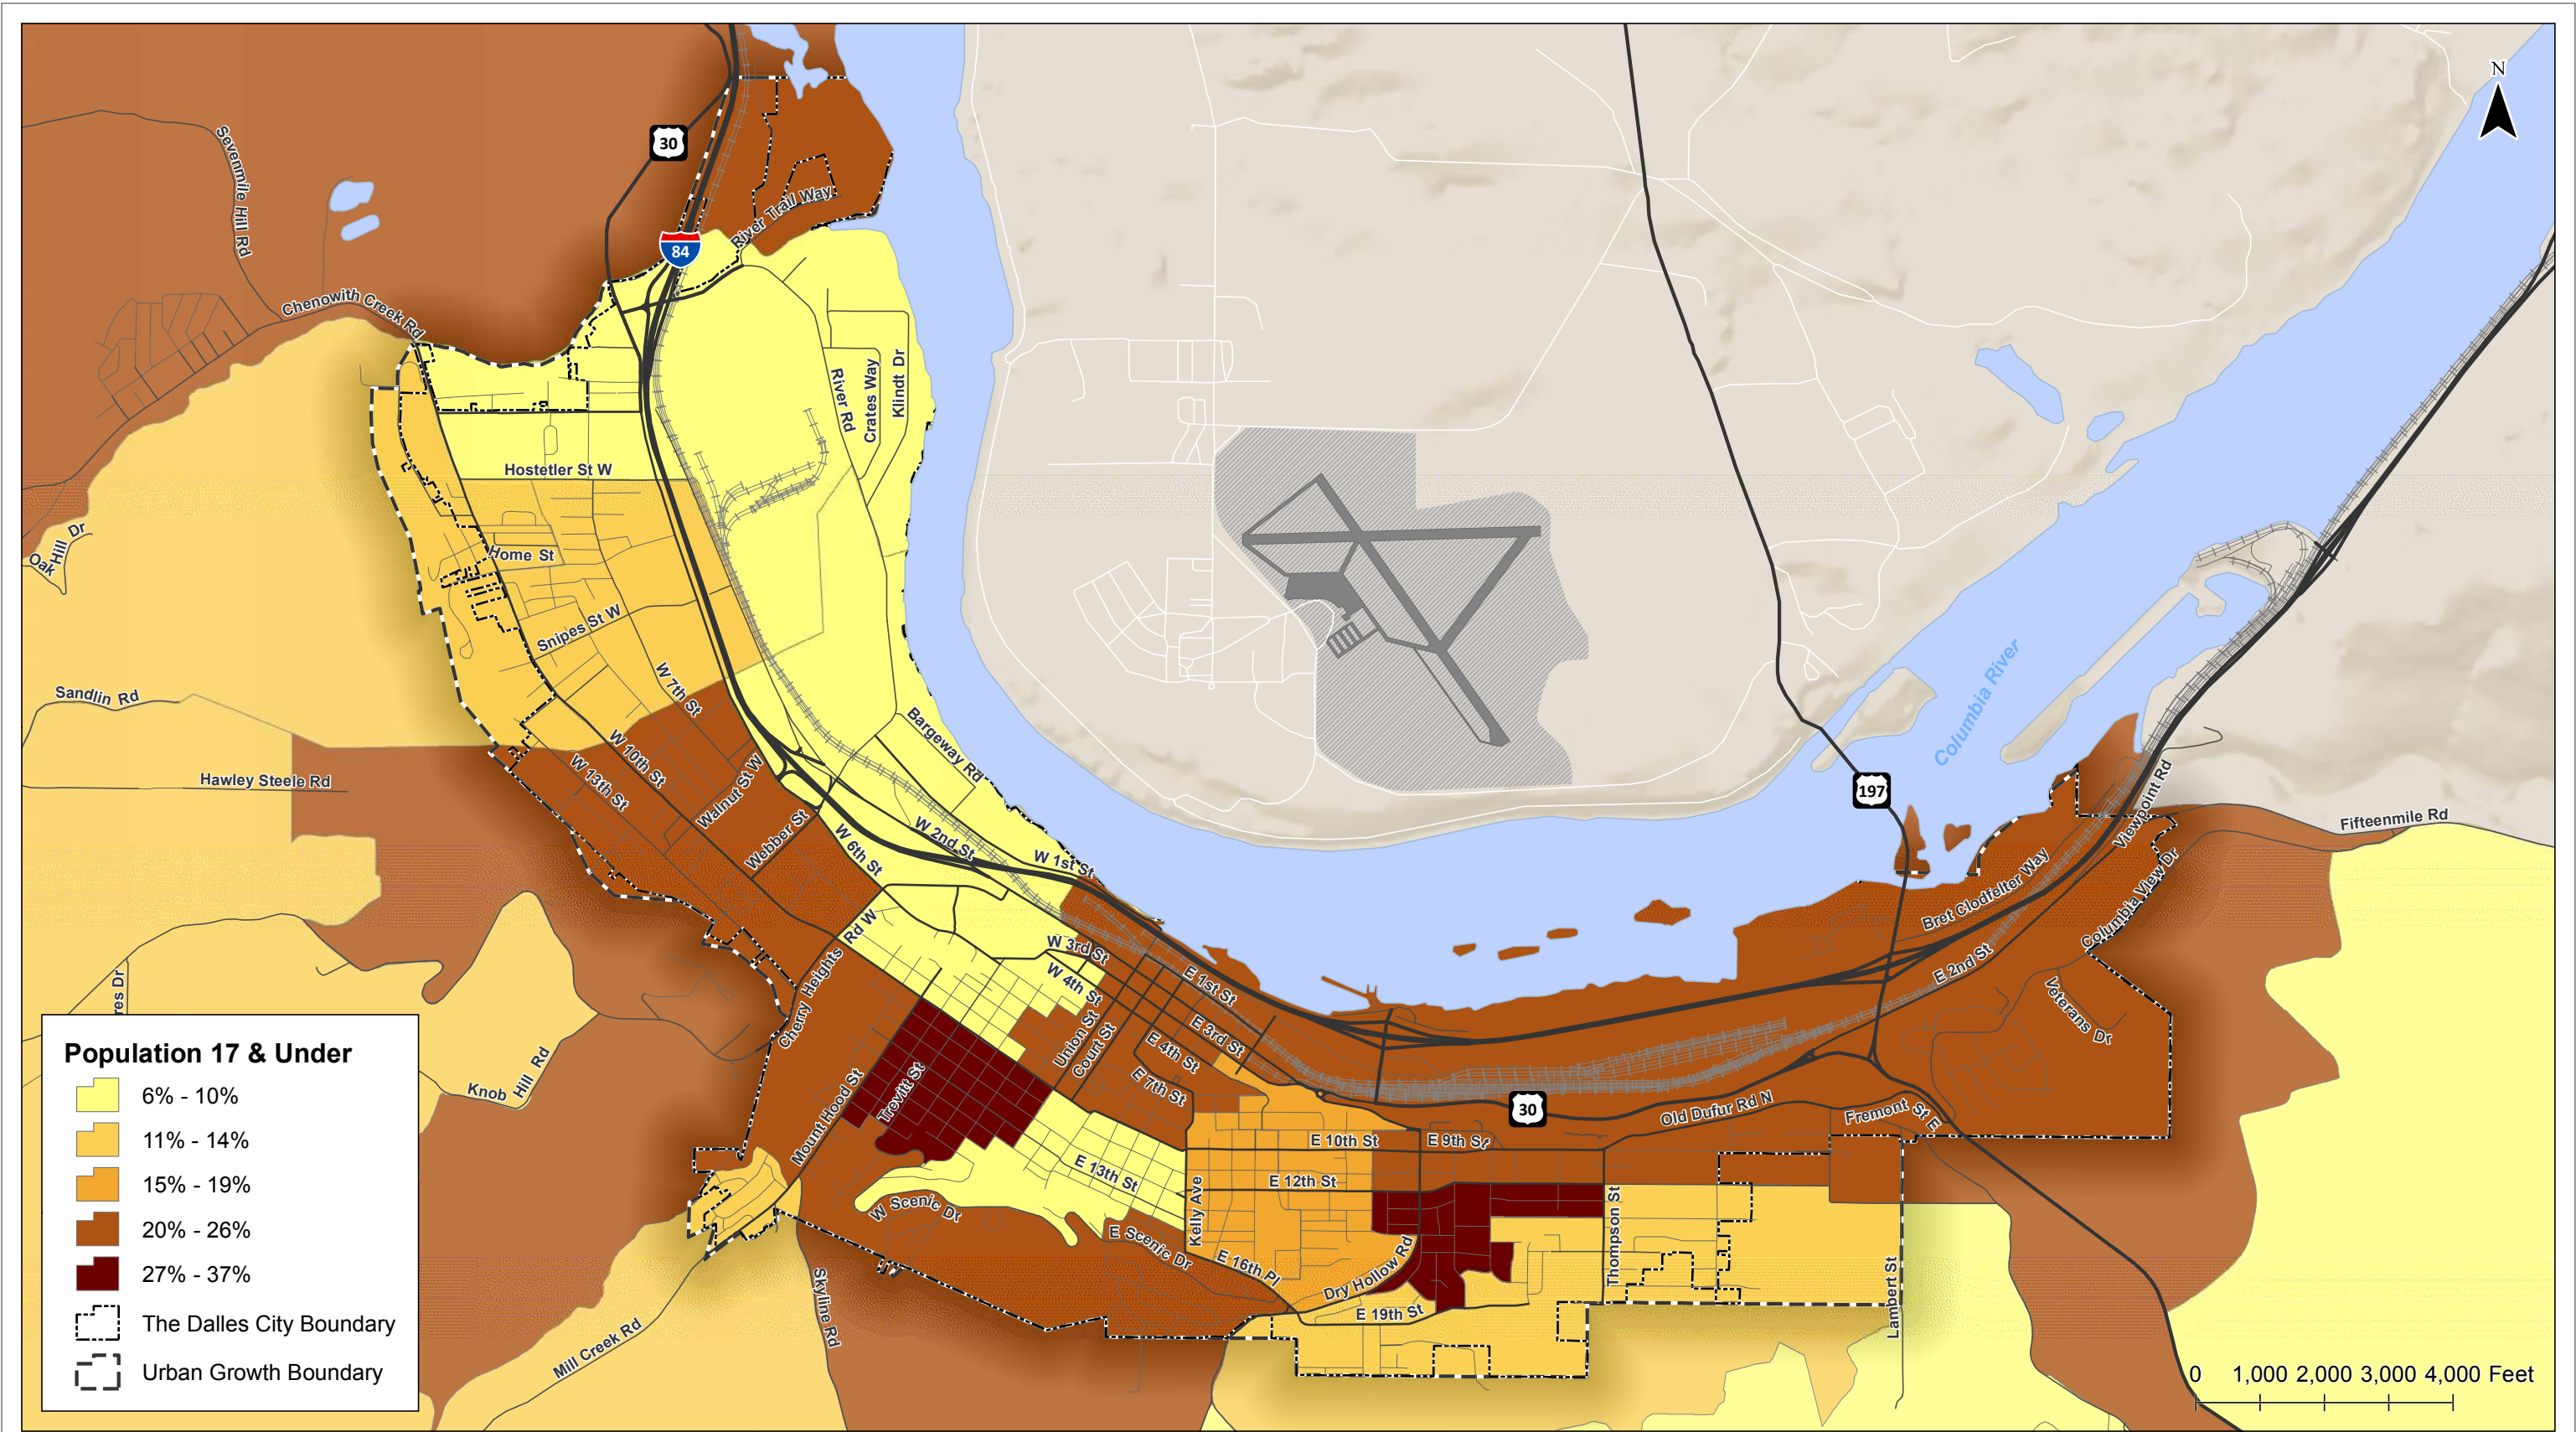 N
30
84
Sevenmile Hill Rd
Chenowith Creek Rd
River Trail Way
River Rd
Crates Way
Klindt Dr
Hostetler St W
Oak Hill Dr
Home St
Snipes St W
W 7th St
Sandlin Rd
Hawley Steele Rd
W 10th St
W 13th St
Walnut St W
Webber St
W 6th St
Bargeway Rd
W 2nd St
W 1st St
Columbia River
197
Viewpoint Rd
Fifteenmile Rd
Bret Clodfelter Way
Columbia View Dr
E 2nd St
Veterans Dr
Cherry Heights Rd W
W 3rd St
W 4th St
E 1st St
E 3rd St
Union St
Court St
E 4th St
E 7th St
Trevitt St
Mount Hood St
Knob Hill Rd
res Dr
30
Old Dufur Rd N
Fremont St E
E 10th St
E 9th St
E 12th St
E 13th St
Kelly Ave
W Scenic Dr
E Scenic Dr
E 16th Pl
Dry Hollow Rd
E 19th St
Thompson St
Lambert St
Skyline Rd
Mill Creek Rd
Population 17 & Under
6% - 10%
11% - 14%
15% - 19%
20% - 26%
27% - 37%
The Dalles City Boundary
Urban Growth Boundary
0 1,000 2,000 3,000 4,000 Feet